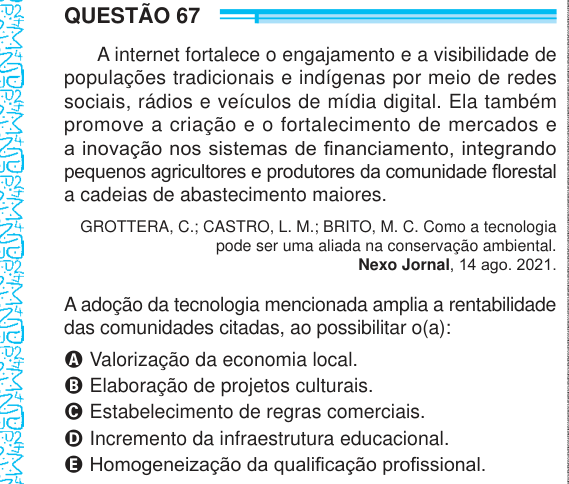 QUESTÃO 67
A internet fortalece o engajamento e a visibilidade de
populações tradicionais e indígenas por meio de redes
sociais, rádios e veículos de mídia digital. Ela também
promove a criação e o fortalecimento de mercados e
a inovação nos sistemas de financiamento, integrando
pequenos agricultores e produtores da comunidade florestal
a cadeias de abastecimento maiores.
GROTTERA, C.; CASTRO, L. M.; BRITO, M. C. Como a tecnologia
pode ser uma aliada na conservação ambiental.
Nexo Jornal, 14 ago. 2021.
A adoção da tecnologia mencionada amplia a rentabilidade
das comunidades citadas, ao possibilitar o(a):
A Valorização da economia local.
B Elaboração de projetos culturais.
C Estabelecimento de regras comerciais.
D Incremento da infraestrutura educacional.
E Homogeneização da qualificação profissional.